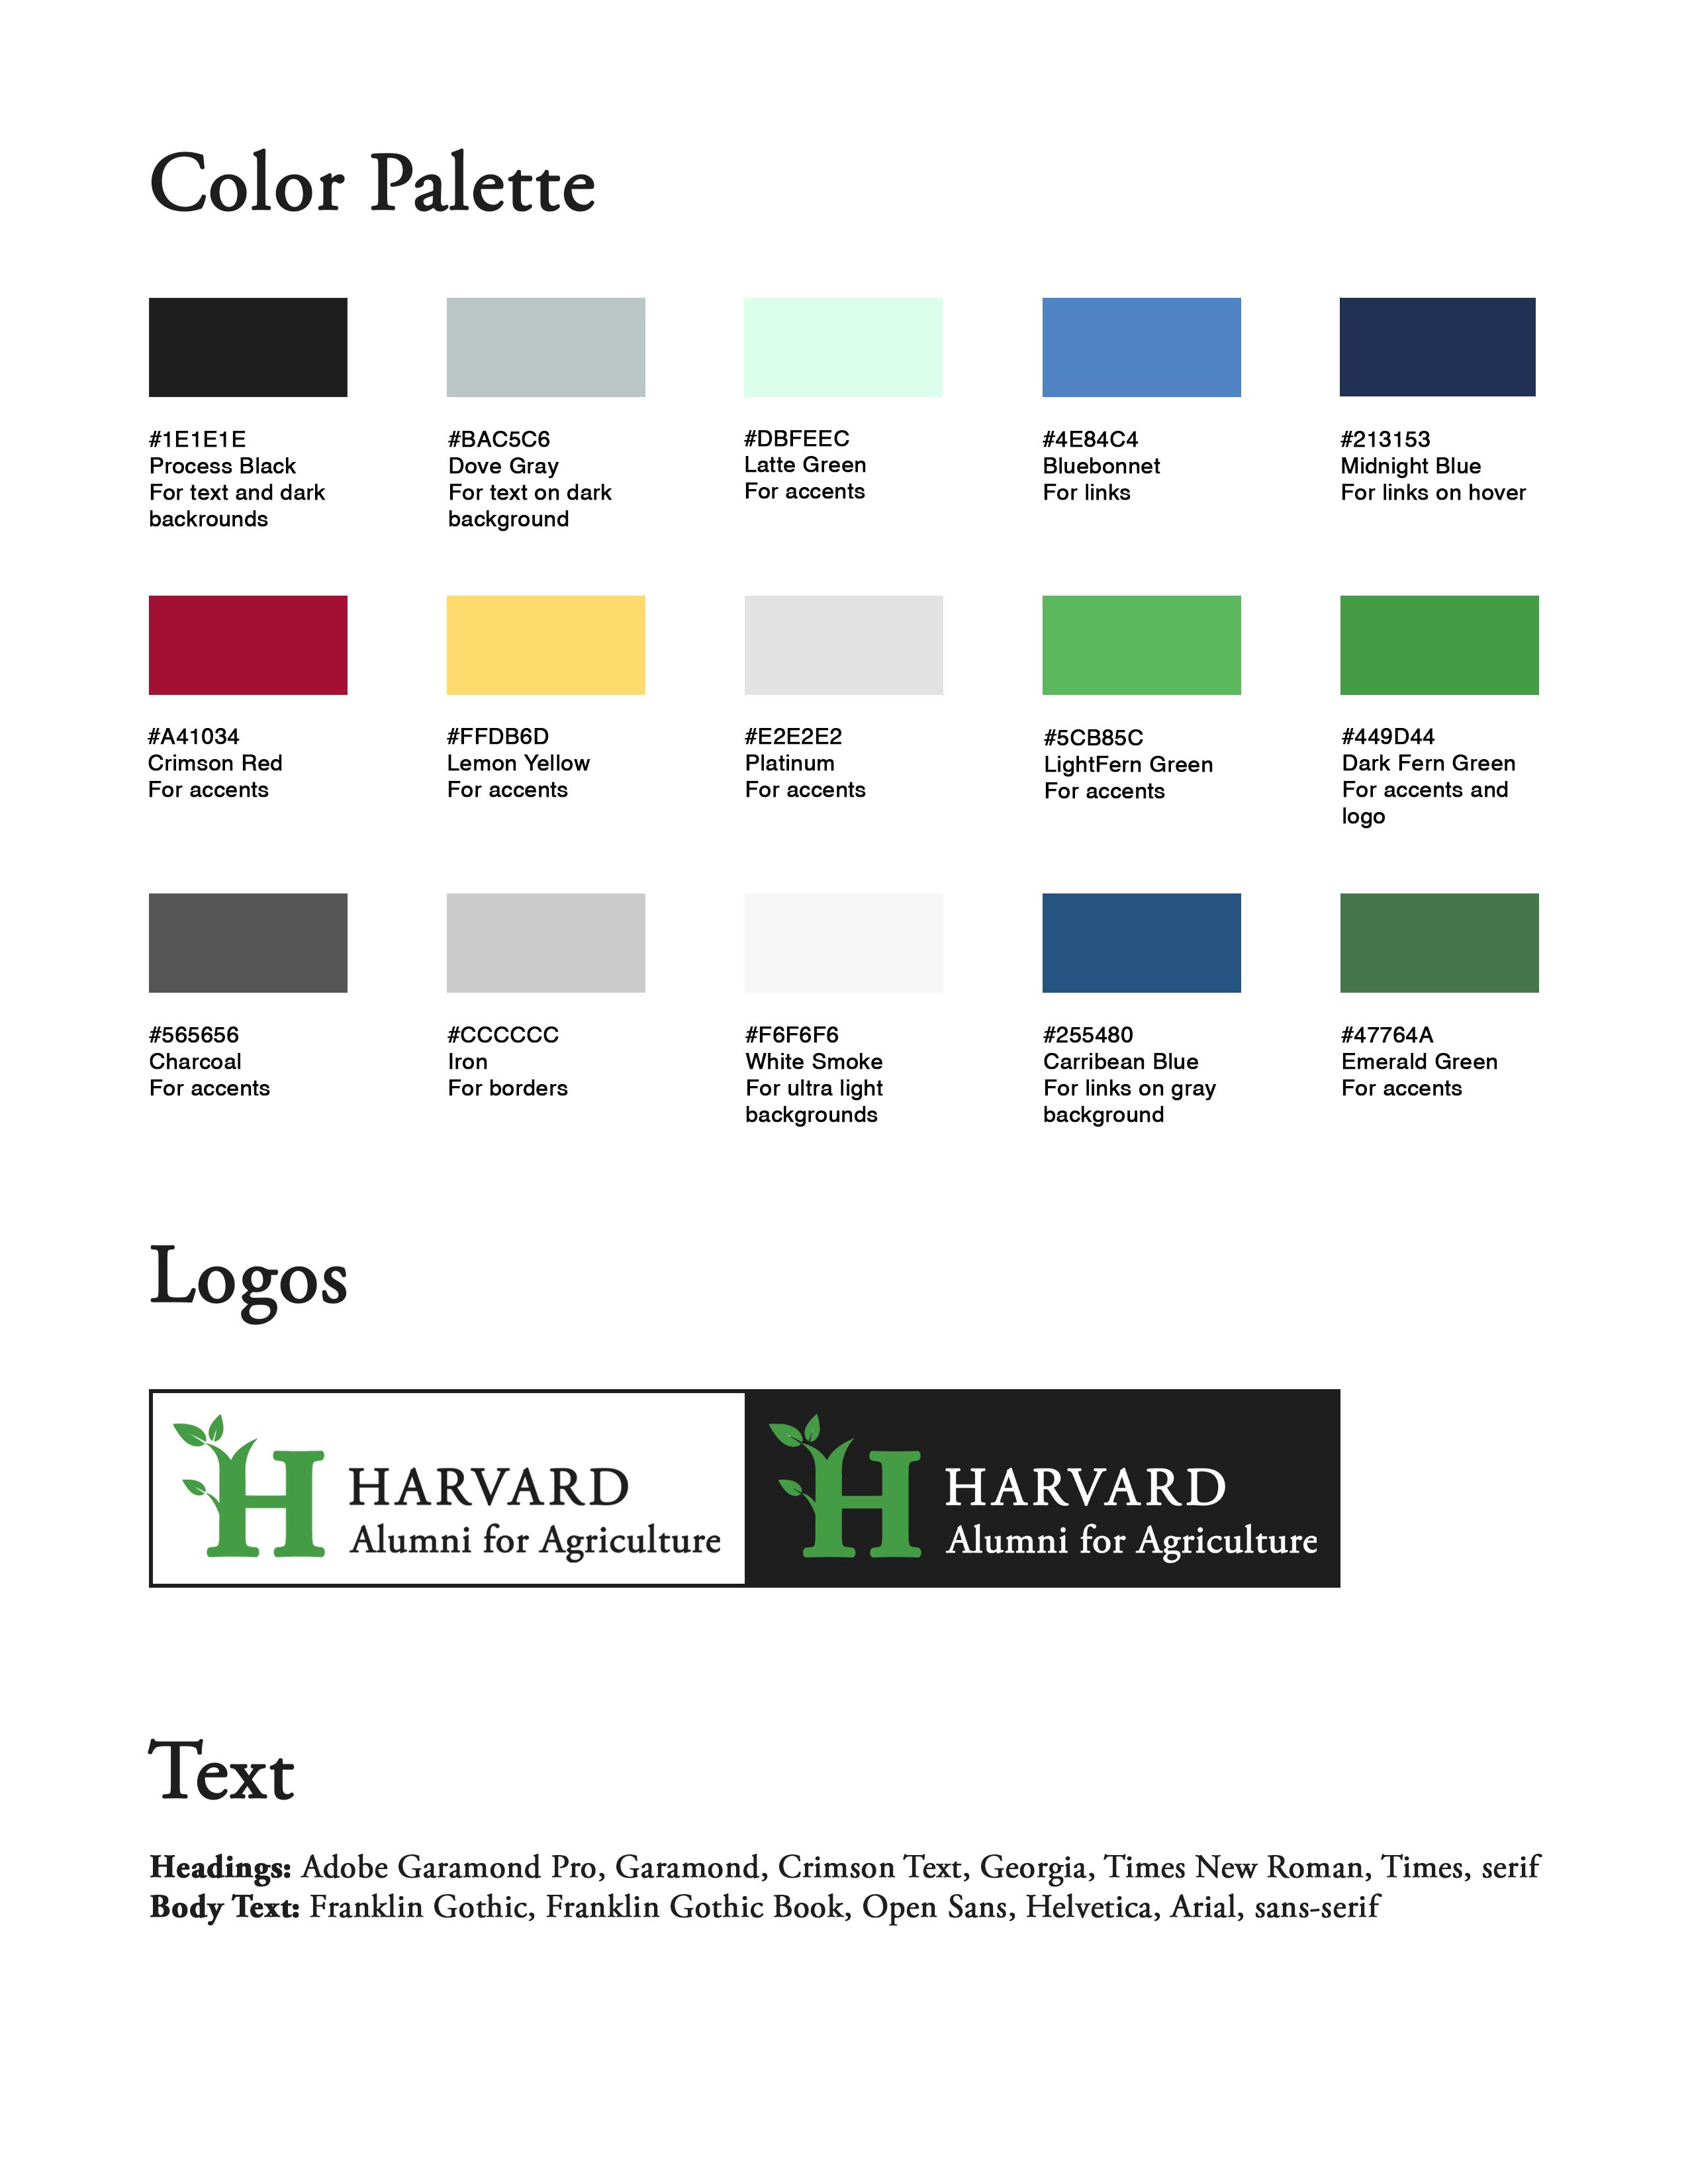 Color Palette
#1E1E1E
Process Black
For text and dark
backrounds
#BAC5C6
Dove Gray
For text on dark
background
#DBFEEC
Latte Green
For accents
#4E84C4
Bluebonnet
For links
#213153
Midnight Blue
For links on hover
#A41034
Crimson Red
For accents
#FFDB6D
Lemon Yellow
For accents
#E2E2E2
Platinum
For accents
#5CB85C
LightFern Green
For accents
#449D44
Dark Fern Green
For accents and
logo
#565656
Charcoal
For accents
#CCCCCC
Iron
For borders
#F6F6F6
White Smoke
For ultra light
backgrounds
#255480
Carribean Blue
For links on gray
background
#47764A
Emerald Green
For accents
Logos
H
HARVARD
Alumni for Agriculture
H
HARVARD
Alumni for Agriculture
Text
Headings: Adobe Garamond Pro, Garamond, Crimson Text, Georgia, Times New Roman, Times, serif
Body Text: Franklin Gothic, Franklin Gothic Book, Open Sans, Helvetica, Arial, sans-serif